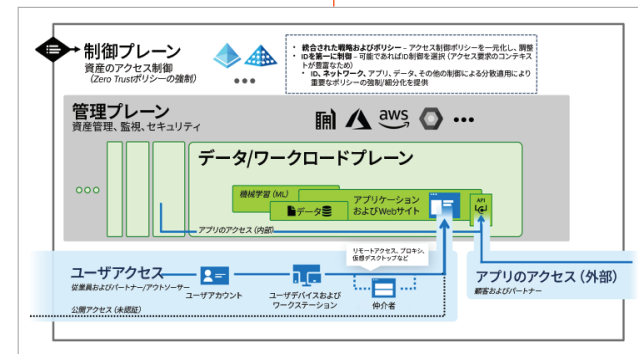 制御プレーン
資産のアクセス制御
(Zero Trustポリシーの強制)
• 統合された戦略およびポリシー – アクセス制御ポリシーを一元化し、調整
• IDを第一に制御 – 可能であればID制御を選択(アクセス要求のコンテキス
トが豊富なため)
• ID、ネットワーク、アプリ、データ、その他の制御による分散適用により
重要なポリシーの強制/細分化を提供
管理プレーン
資産管理、監視、セキュリティ
aws
データ/ワークロードプレーン
機械学習(ML)
データ
アプリケーション
およびWebサイト
API
アプリのアクセス(内部)
リモートアクセス、プロキシ、
仮想デスクトップなど
ユーザアクセス
従業員およびパートナー/アウトソーサー
ユーザアカウント
ユーザデバイスおよび
ワークステーション
仲介者
公開アクセス(未認証)
アプリのアクセス(外部)
顧客およびパートナー